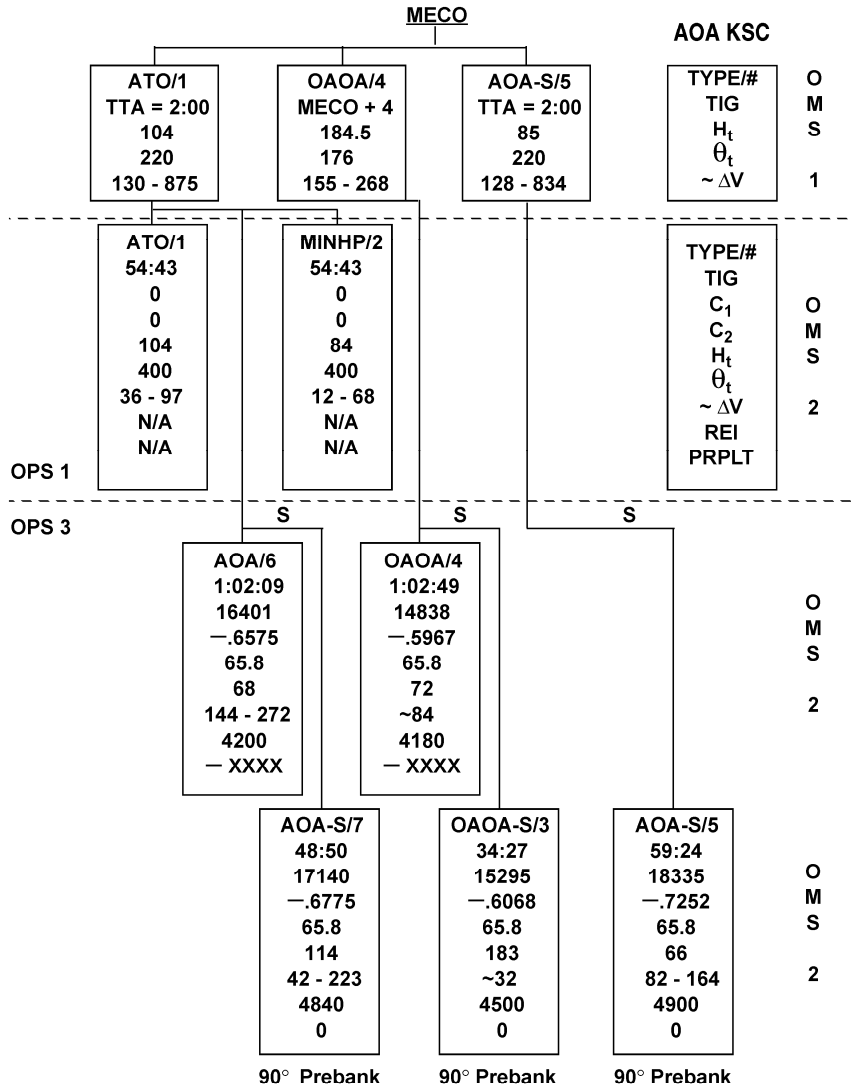 MECO
AOA KSC
ATO/1
TTA = 2:00
104
220
130 - 875
OAOA/4
MECO + 4
184.5
176
155 - 268
AOA-S/5
TTA = 2:00
85
220
128 - 834
TYPE/#
TIG
Hₜ
θₜ
~ ΔV
O
M
S
1
ATO/1
54:43
0
0
104
400
36 - 97
N/A
N/A
MINHP/2
54:43
0
0
84
400
12 - 68
N/A
N/A
TYPE/#
TIG
C₁
C₂
Hₜ
θₜ
~ ΔV
REI
PRPLT
O
M
S
2
OPS 1
OPS 3
S
S
S
AOA/6
1:02:09
16401
—.6575
65.8
68
144 - 272
4200
— XXXX
OAOA/4
1:02:49
14838
—.5967
65.8
72
~84
4180
— XXXX
O
M
S
2
AOA-S/7
48:50
17140
—.6775
65.8
114
42 - 223
4840
0
90° Prebank
OAOA-S/3
34:27
15295
—.6068
65.8
183
~32
4500
0
90° Prebank
AOA-S/5
59:24
18335
—.7252
65.8
66
82 - 164
4900
0
90° Prebank
O
M
S
2